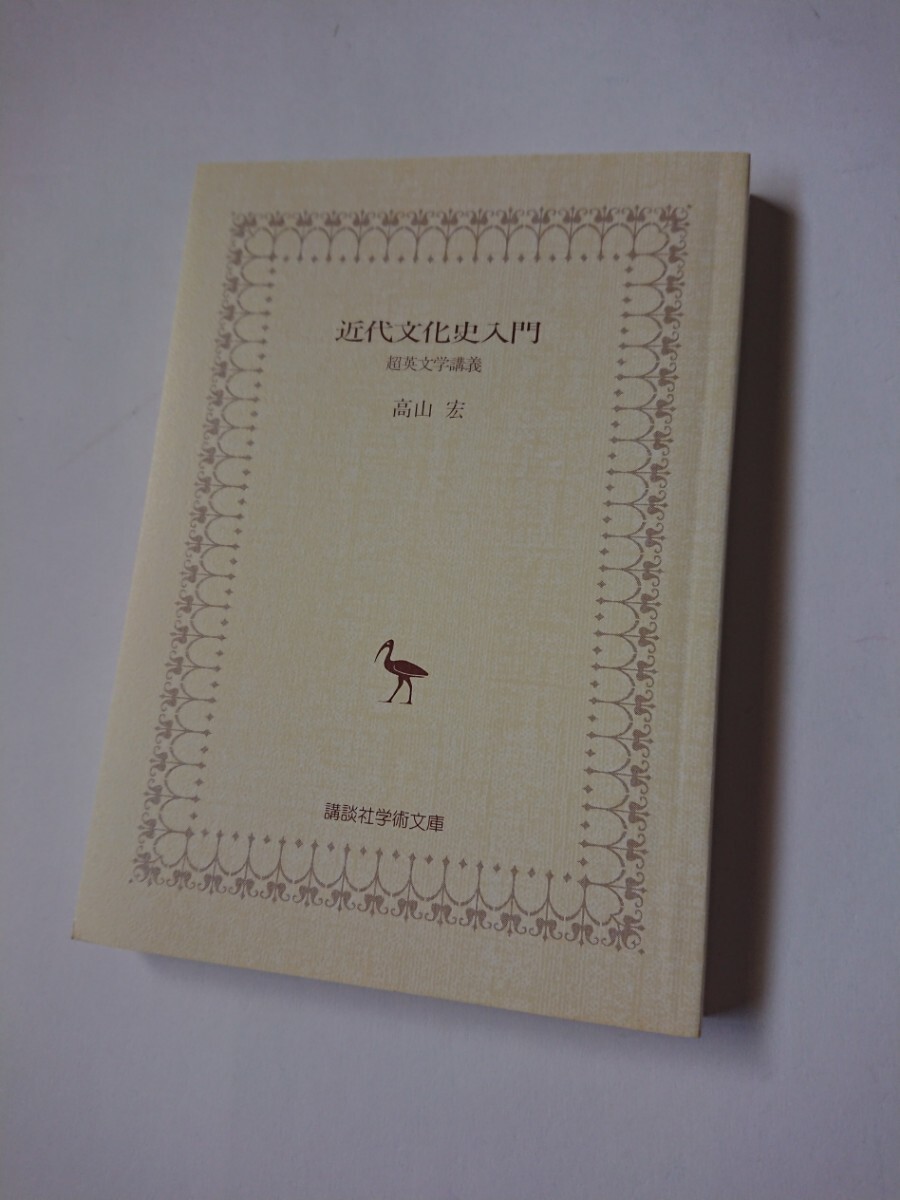 近代文化史入門
超英文学講義
高山 宏
講談社学術文庫